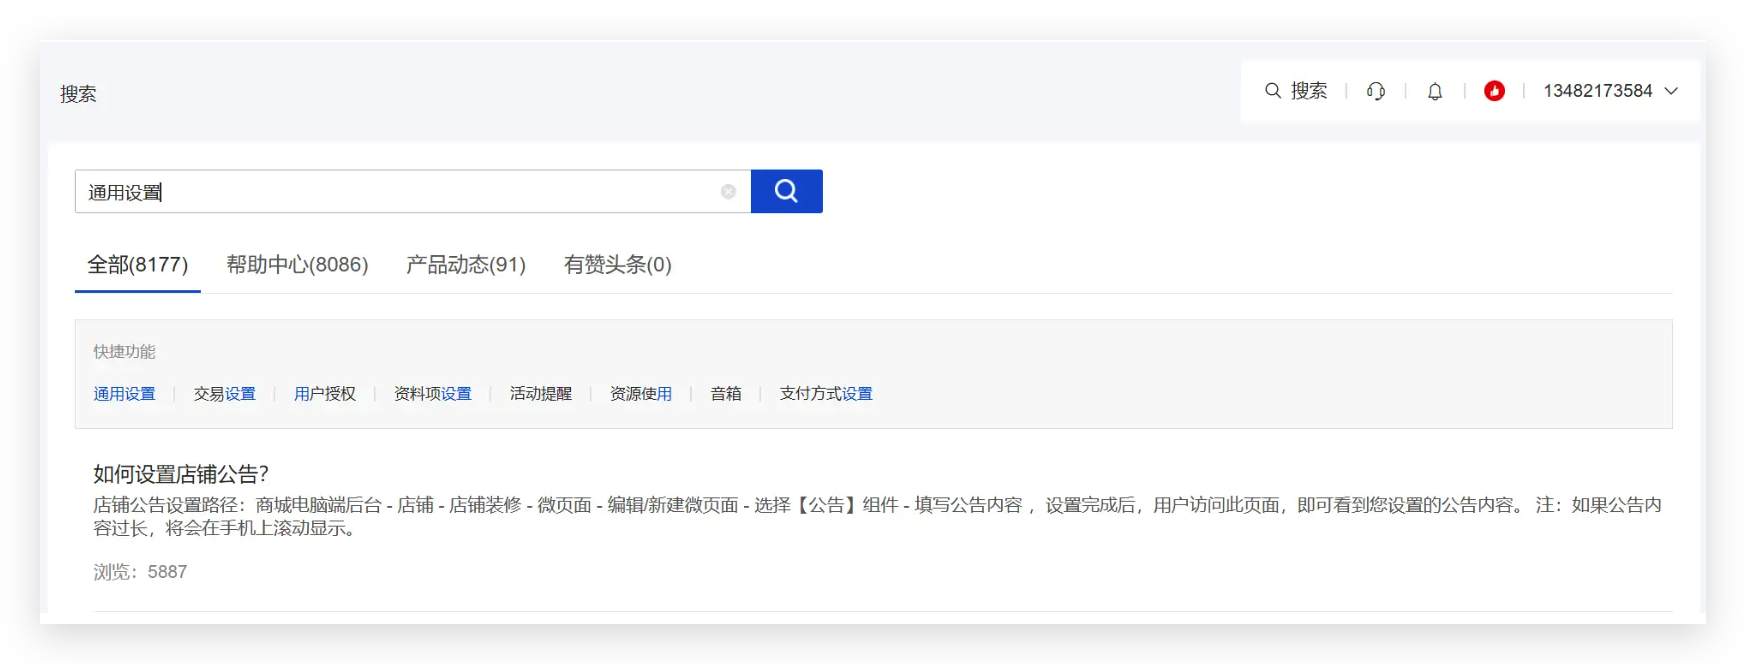 搜索
搜索
13482173584
通用设置
全部(8177) 帮助中心(8086) 产品动态(91) 有赞头条(0)
快捷功能
通用设置 交易设置 用户授权 资料项设置 活动提醒 资源使用 音箱 支付方式设置
如何设置店铺公告?
店铺公告设置路径：商城电脑端后台 - 店铺 - 店铺装修 - 微页面 - 编辑/新建微页面 - 选择【公告】组件 - 填写公告内容 ，设置完成后，用户访问此页面，即可看到您设置的公告内容。 注：如果公告内
容过长，将会在手机上滚动显示。
浏览：5887